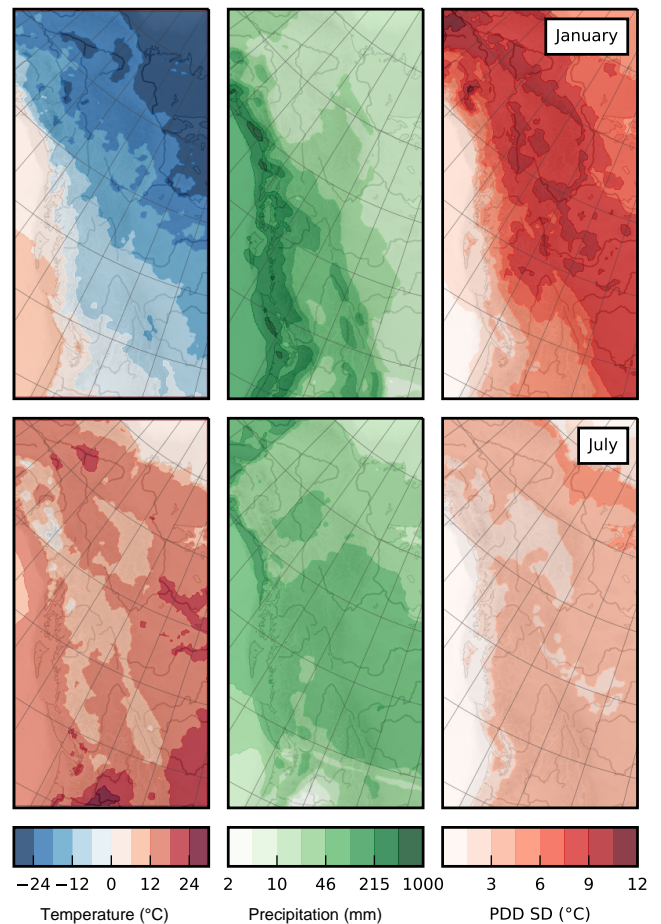 January
July
−24 −12 0 12 24
2 10 46 215 1000
0 3 6 9 12
Temperature (°C)
Precipitation (mm)
PDD SD (°C)